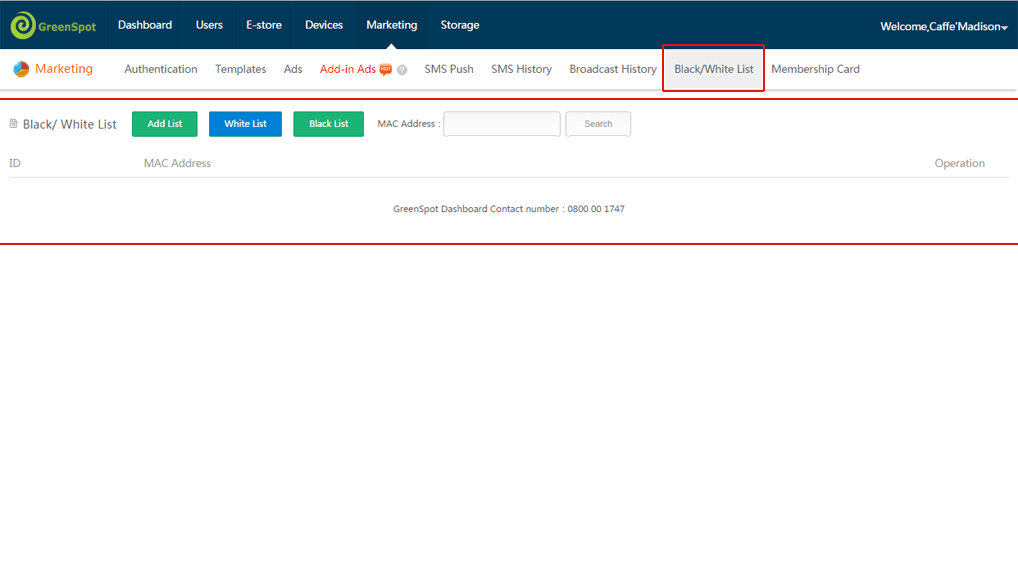 GreenSpot Dashboard Users E-store Devices Marketing Storage Welcome,Caffe'Madison
Marketing Authentication Templates Ads Add-in Ads HOT ? SMS Push SMS History Broadcast History Black/White List Membership Card
Black/ White List Add List White List Black List MAC Address : Search
ID MAC Address Operation
GreenSpot Dashboard Contact number : 0800 00 1747